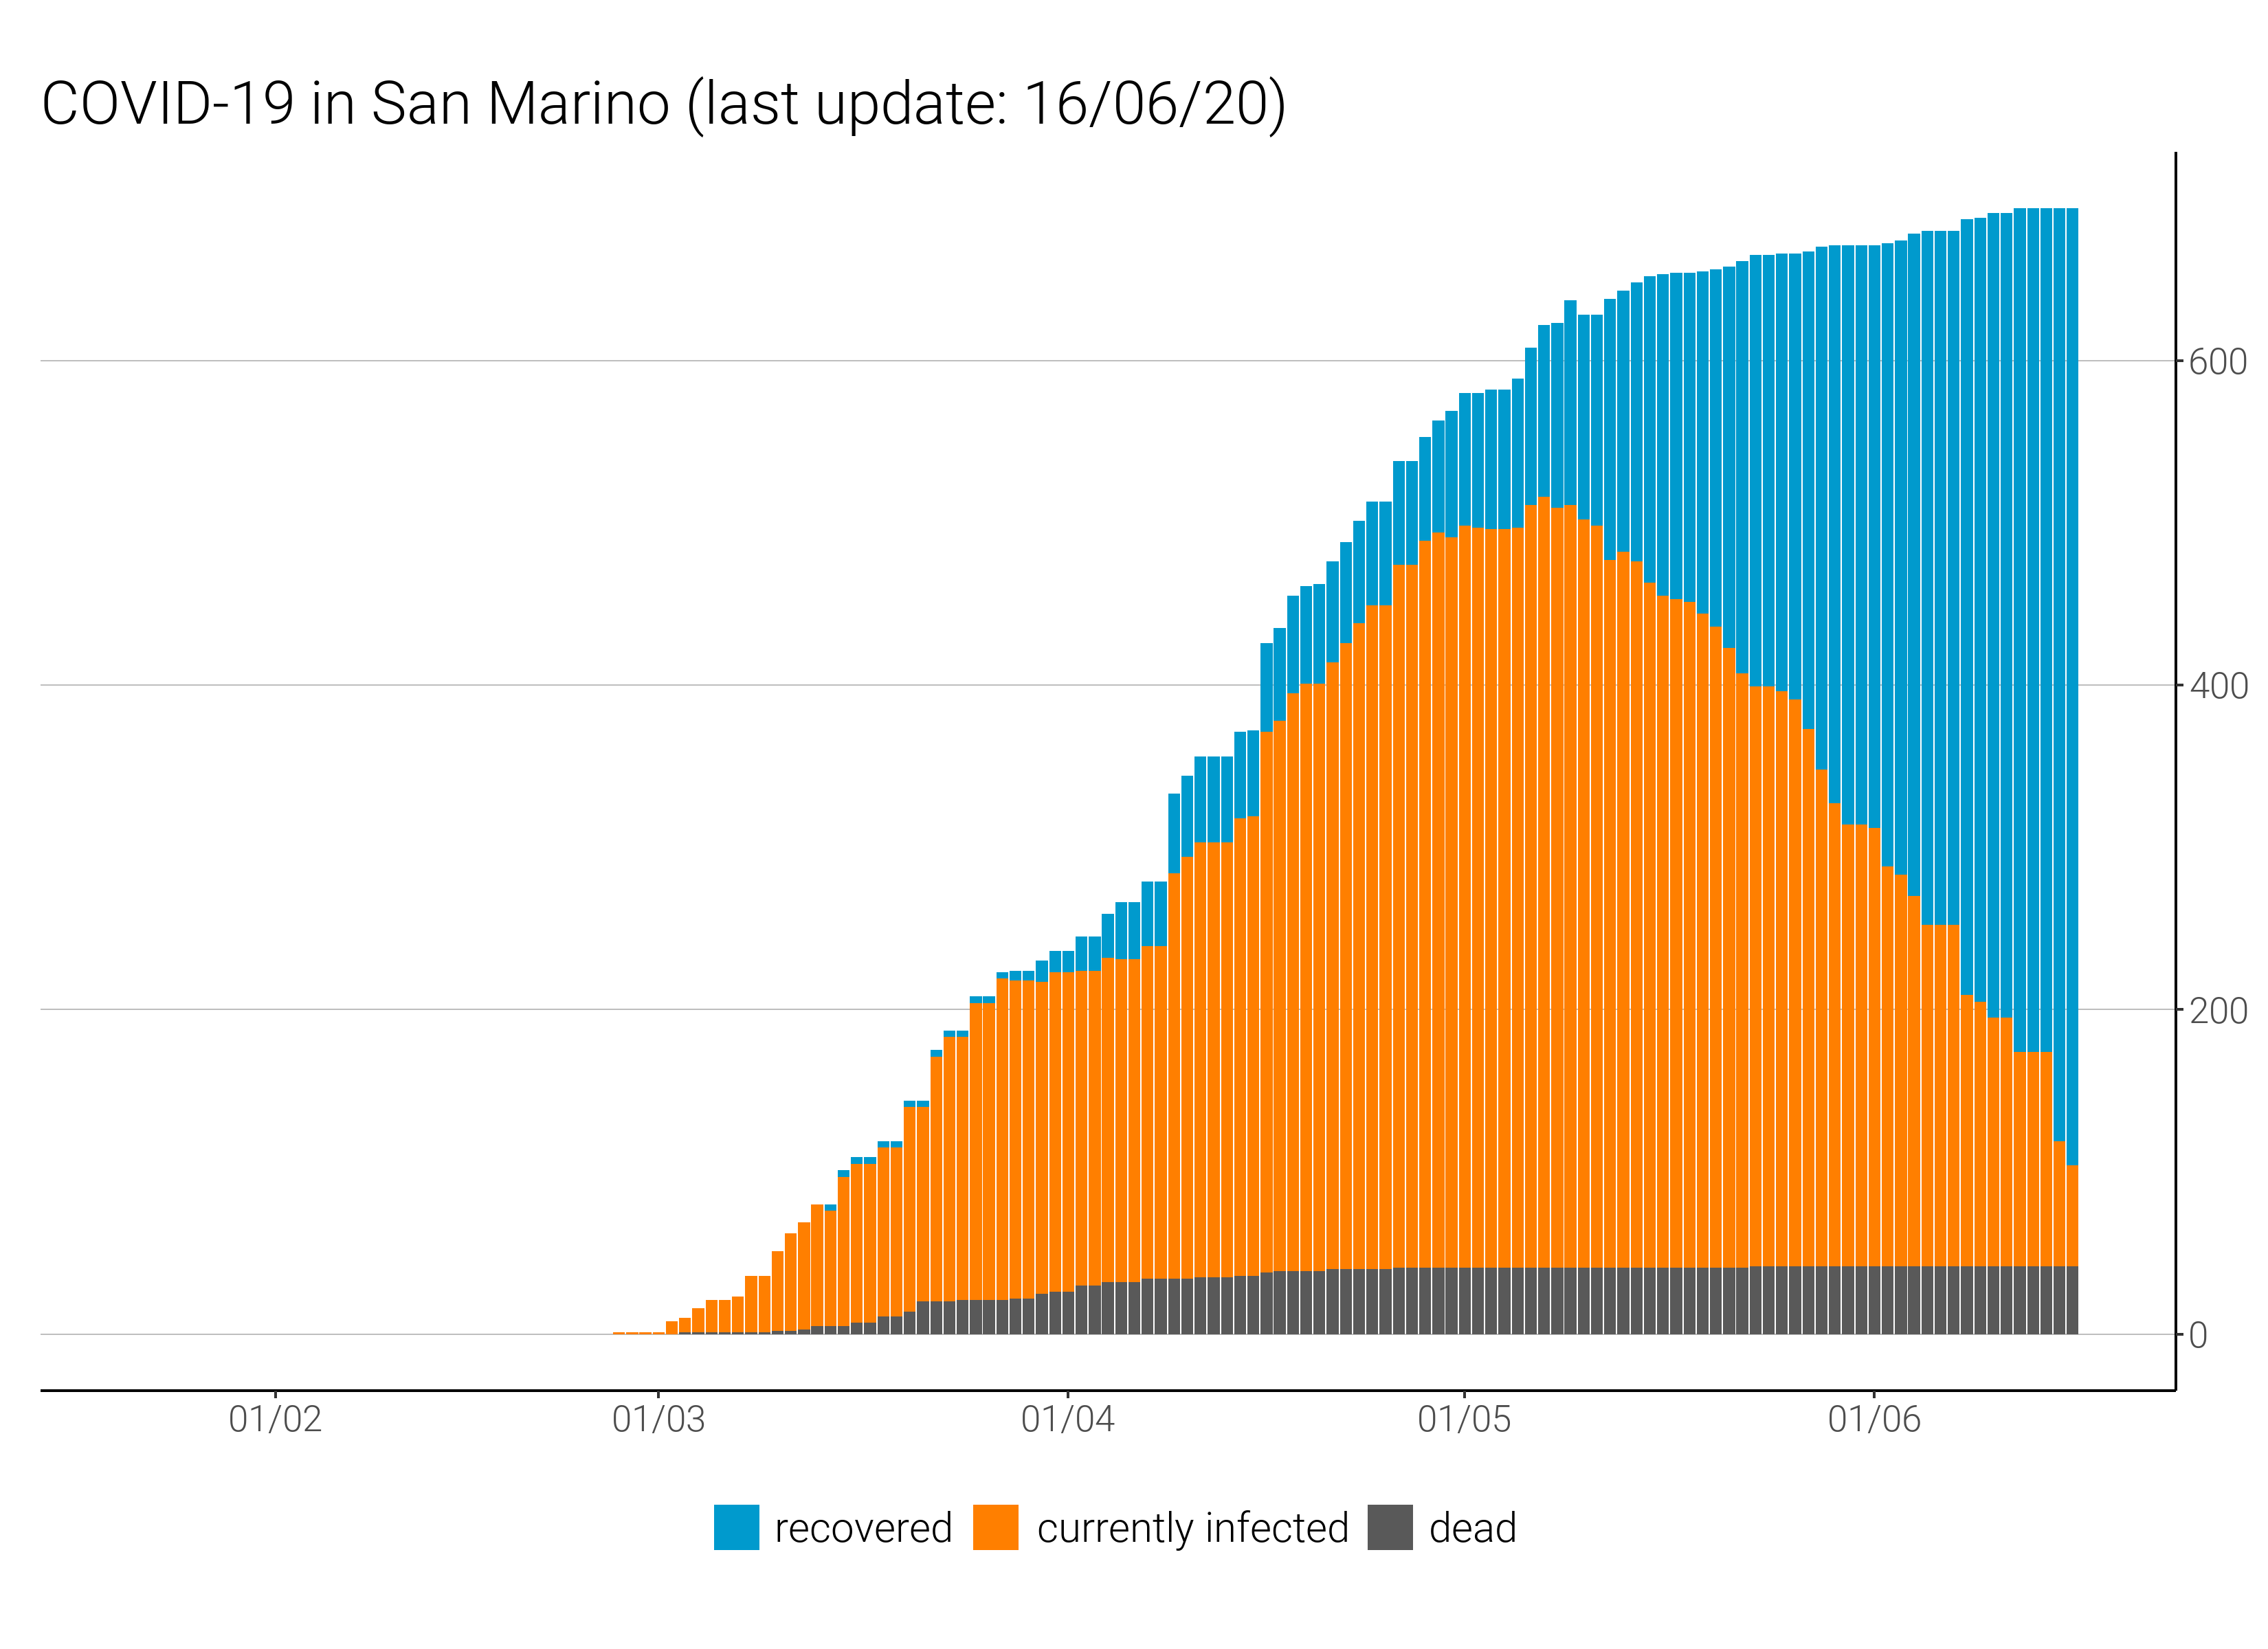 COVID-19 in San Marino (last update: 16/06/20)
600
400
200
0
01/02 01/03 01/04 01/05 01/06
recovered currently infected dead